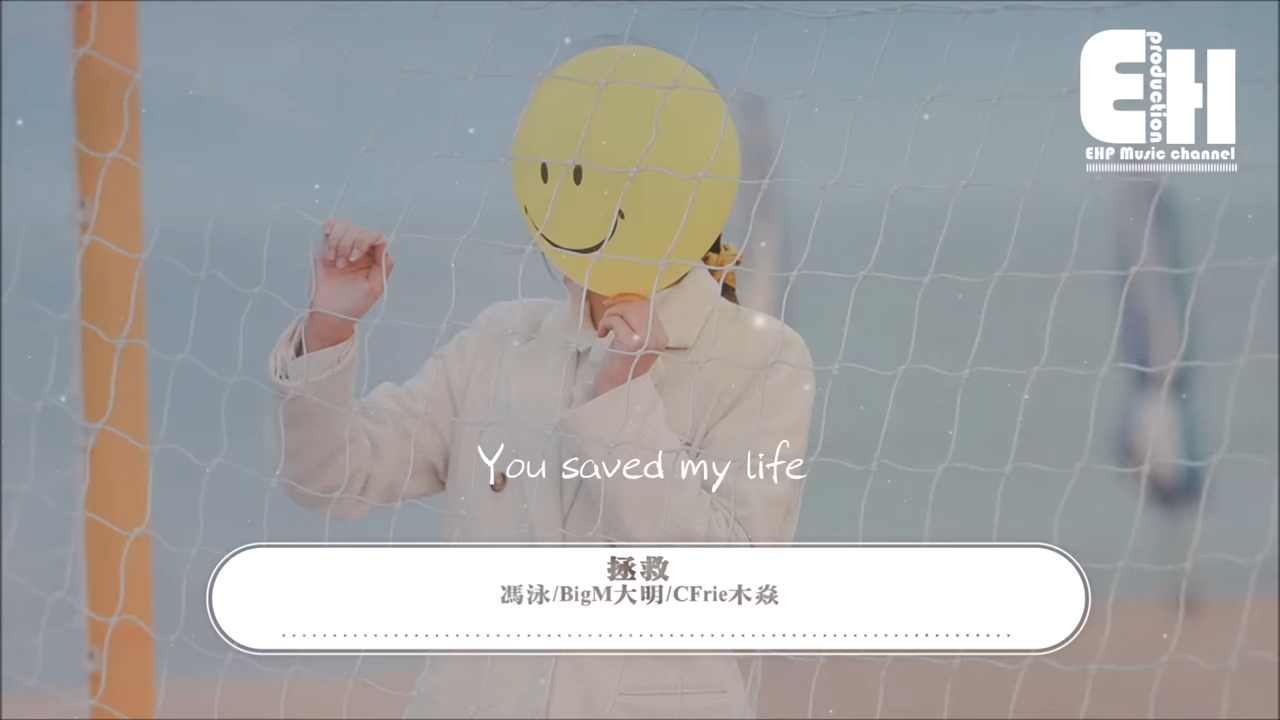 EH
production
EHP Music channel
You saved my life
拯救
馮泳/BigM大明/CFrie木焱